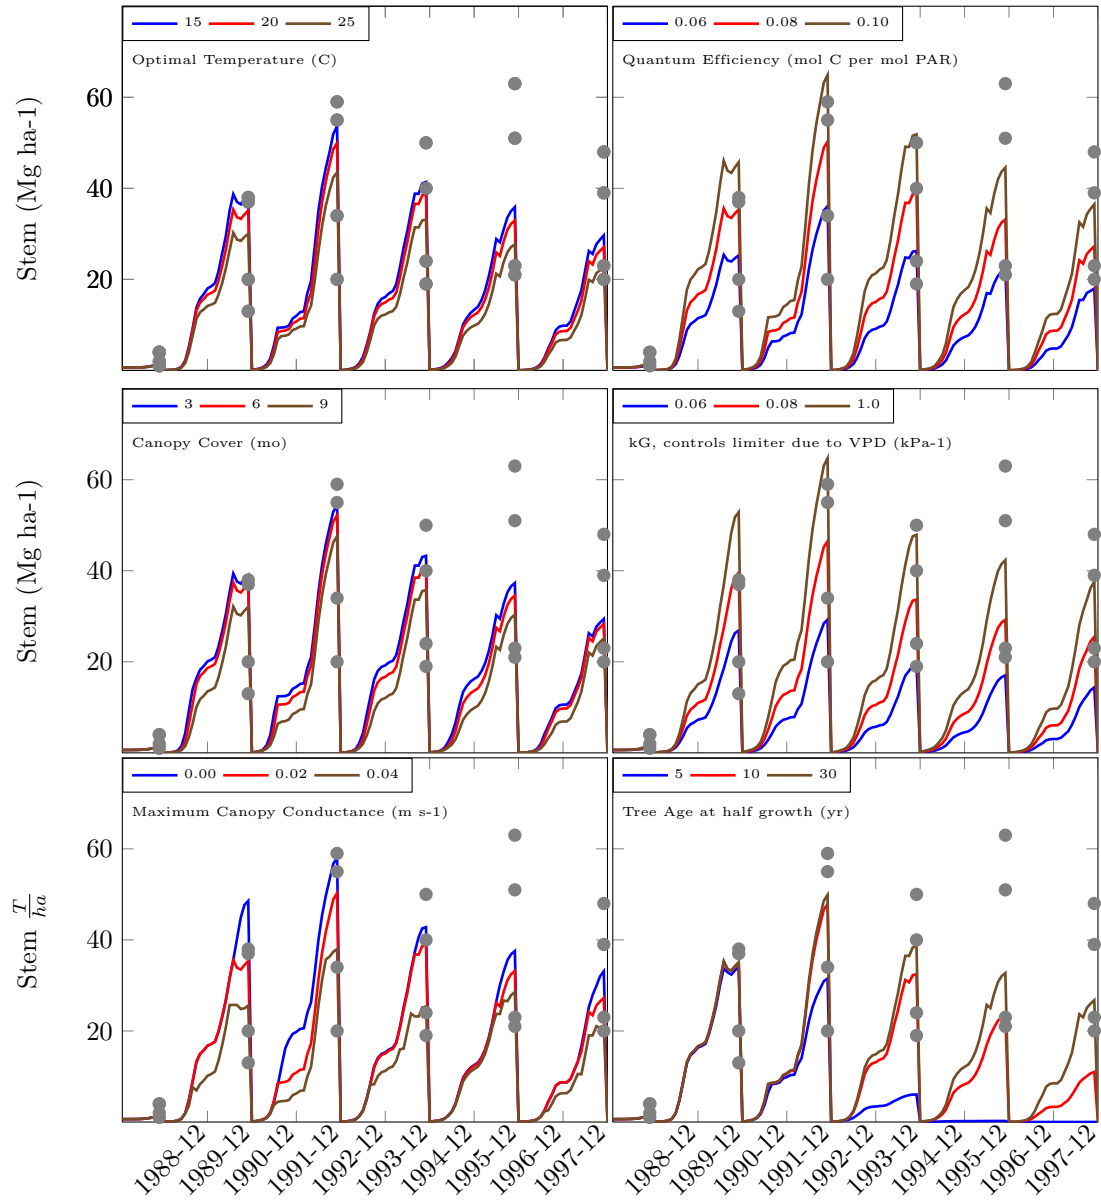 15 20 25
Optimal Temperature (C)
0.06 0.08 0.10
Quantum Efficiency (mol C per mol PAR)
Stem (Mg ha-1)
60
40
20
3 6 9
Canopy Cover (mo)
0.06 0.08 1.0
kG, controls limiter due to VPD (kPa-1)
Stem (Mg ha-1)
60
40
20
0.00 0.02 0.04
Maximum Canopy Conductance (m s-1)
5 10 30
Tree Age at half growth (yr)
Stem T/ha
60
40
20
1988-12
1989-12
1990-12
1991-12
1992-12
1993-12
1994-12
1995-12
1996-12
1997-12
1988-12
1989-12
1990-12
1991-12
1992-12
1993-12
1994-12
1995-12
1996-12
1997-12